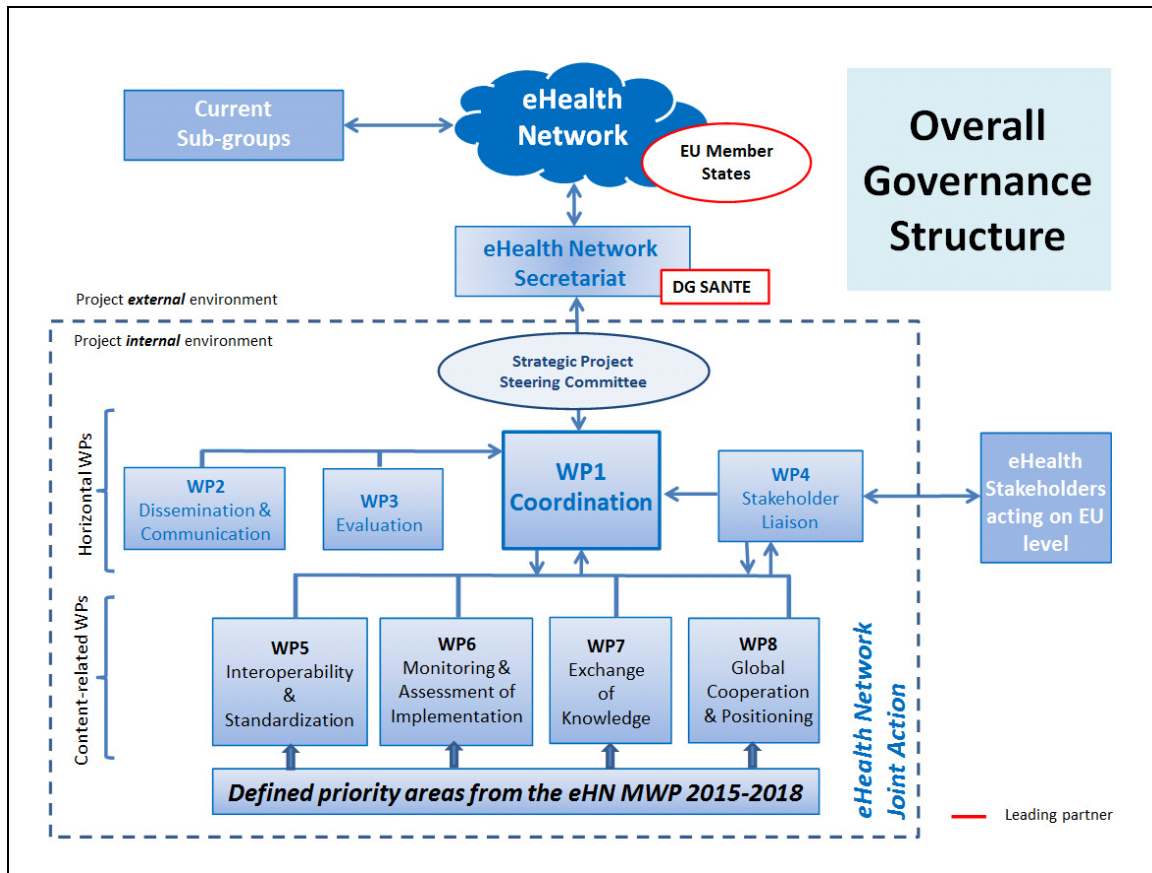 Current
Sub-groups
eHealth
Network
EU Member
States
Overall
Governance
Structure
eHealth Network
Secretariat
DG SANTE
Project external environment
Project internal environment
Strategic Project
Steering Committee
Horizontal WPs
WP2
Dissemination &
Communication
WP3
Evaluation
WP1
Coordination
WP4
Stakeholder
Liaison
eHealth
Stakeholders
acting on EU
level
Content-related WPs
WP5
Interoperability
&
Standardization
WP6
Monitoring &
Assessment of
Implementation
WP7
Exchange
of
Knowledge
WP8
Global
Cooperation
& Positioning
eHealth Network
Joint Action
Defined priority areas from the eHN MWP 2015-2018
Leading partner